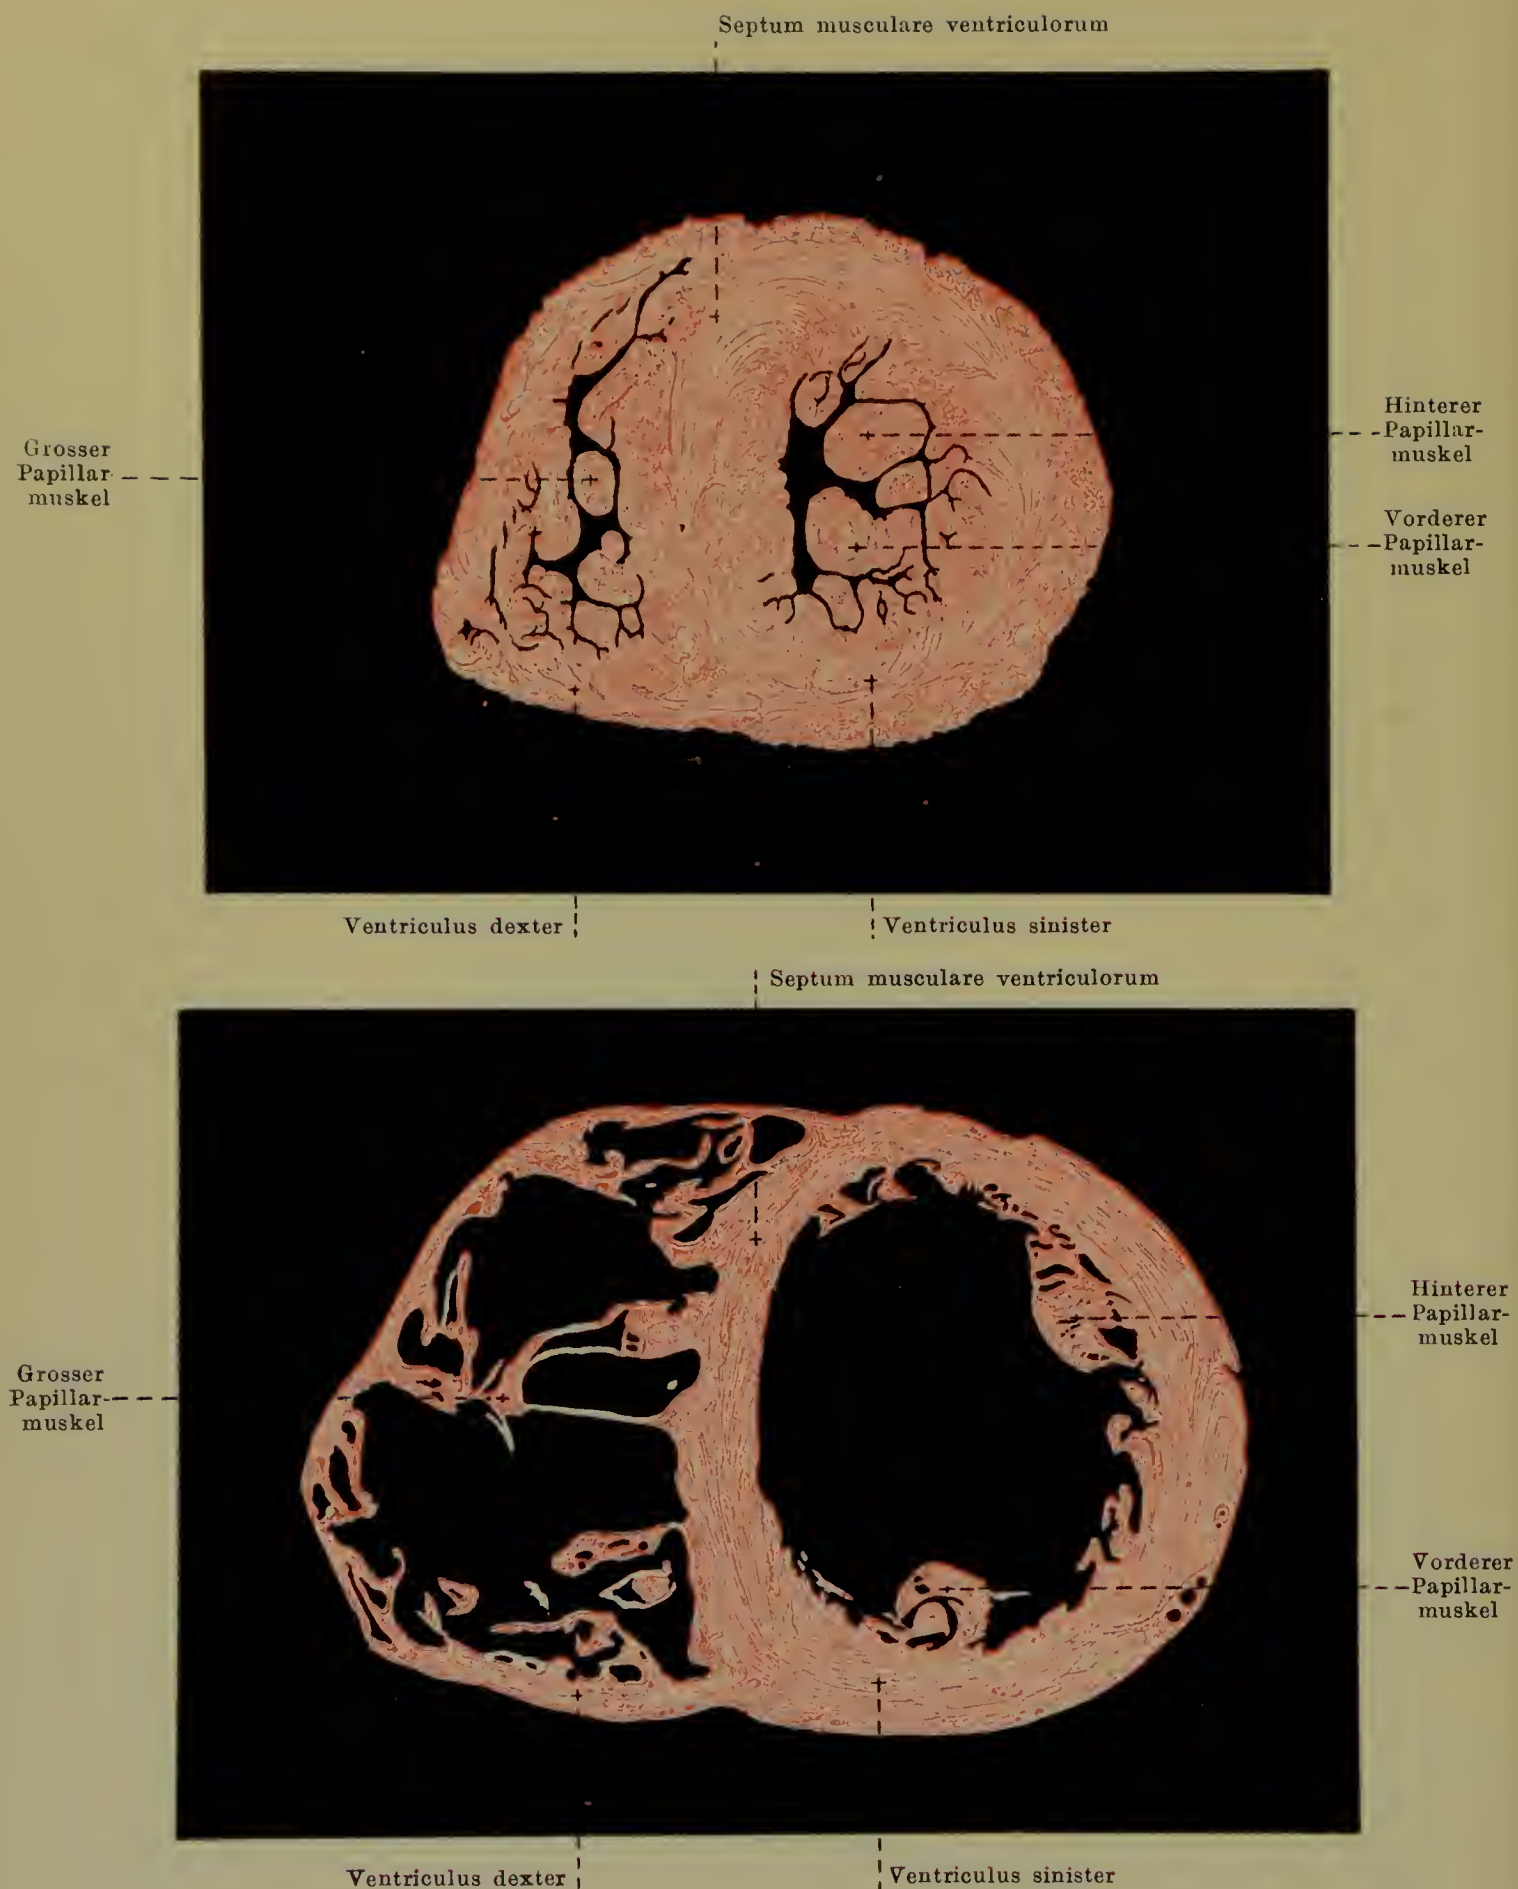 Septum musculare ventriculorum
Grosser
Papillar-
muskel
Hinterer
Papillar-
muskel
Vorderer
Papillar-
muskel
Ventriculus dexter
Ventriculus sinister
Septum musculare ventriculorum
Grosser
Papillar-
muskel
Hinterer
Papillar-
muskel
Vorderer
Papillar-
muskel
Ventriculus dexter
Ventriculus sinister